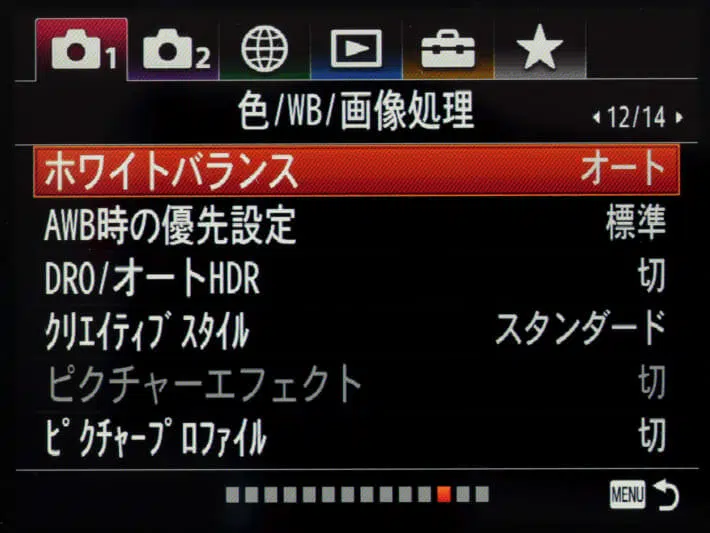 1 2
色/WB/画像処理 12/14
ホワイトバランス オート
AWB時の優先設定 標準
DRO/オートHDR 切
クリエイティブスタイル スタンダード
ピクチャーエフェクト 切
ピクチャープロファイル 切
MENU